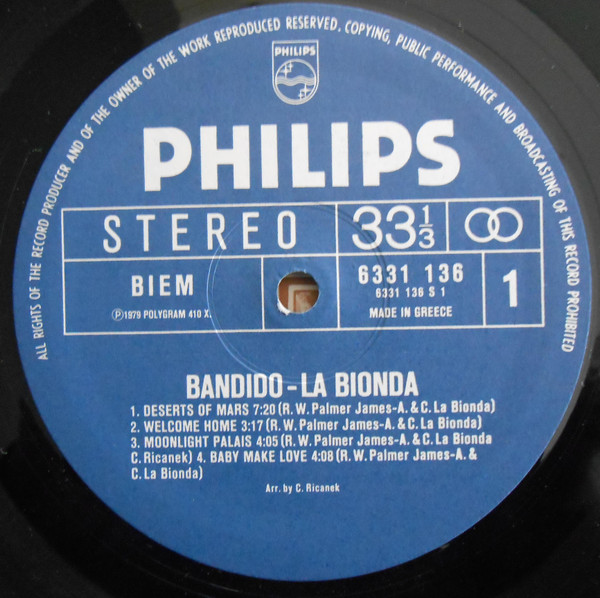 ALL RIGHTS OF THE RECORD PRODUCER AND OF THE OWNER OF THE WORK REPRODUCED RESERVED. COPYING, PUBLIC PERFORMANCE AND BROADCASTING OF THIS RECORD PROHIBITED
PHILIPS
PHILIPS
STEREO 33 1/3
BIEM 6331 136 1
6331 136 S 1
Ⓟ1979 POLYGRAM 410 X. MADE IN GREECE
BANDIDO - LA BIONDA
1. DESERTS OF MARS 7:20 (R. W. Palmer James-A. & C. La Bionda)
2. WELCOME HOME 3:17 (R. W. Palmer James-A. & C. La Bionda)
3. MOONLIGHT PALAIS 4:05 (R. W. Palmer James-A. & C. La Bionda
C. Ricanek) 4. BABY MAKE LOVE 4:08 (R. W. Palmer James-A. &
C. La Bionda)
Arr. by C. Ricanek